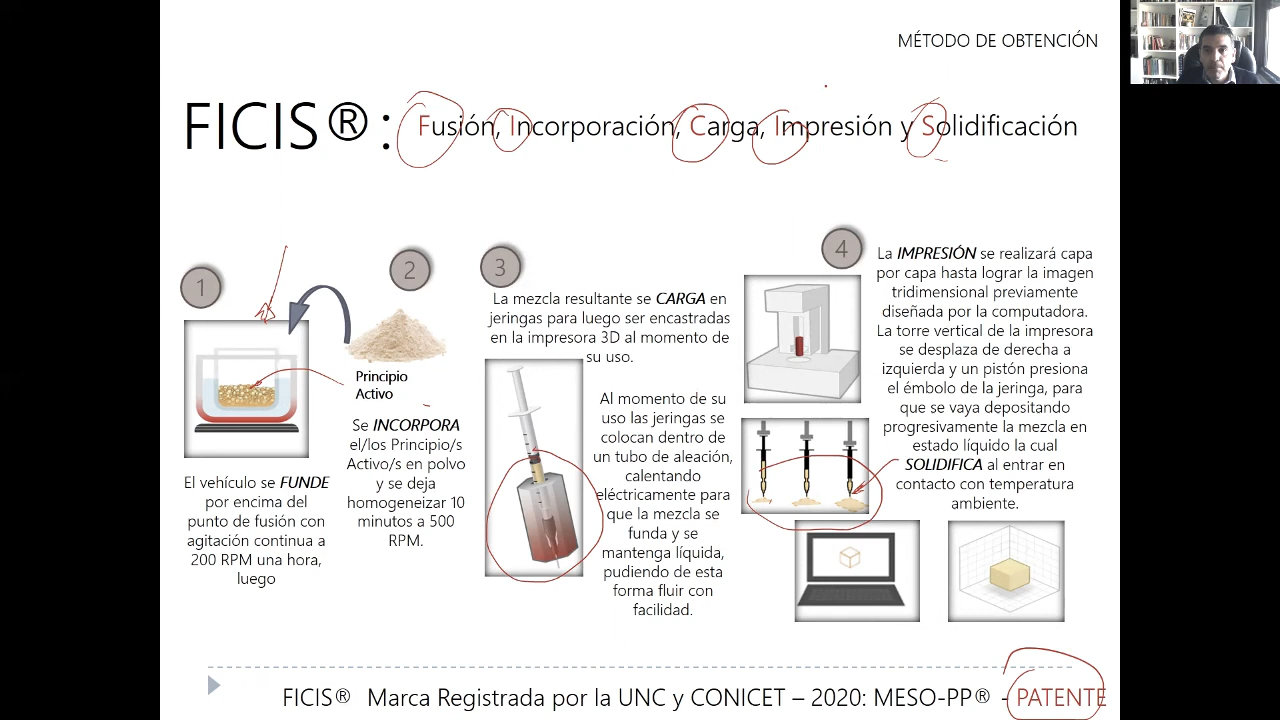 MÉTODO DE OBTENCIÓN
FICIS®: Fusión, Incorporación, Carga, Impresión y Solidificación
1
El vehículo se FUNDE
por encima del
punto de fusión con
agitación continua a
200 RPM una hora,
luego
2
Principio
Activo
Se INCORPORA
el/los Principio/s
Activo/s en polvo
y se deja
homogeneizar 10
minutos a 500
RPM.
3
La mezcla resultante se CARGA en
jeringas para luego ser encastradas
en la impresora 3D al momento de
su uso.
Al momento de su
uso las jeringas se
colocan dentro de
un tubo de aleación,
calentando
eléctricamente para
que la mezcla se
funda y se
mantenga líquida,
pudiendo de esta
forma fluir con
facilidad.
4
La IMPRESIÓN se realizará capa
por capa hasta lograr la imagen
tridimensional previamente
diseñada por la computadora.
La torre vertical de la impresora
se desplaza de derecha a
izquierda y un pistón presiona
el émbolo de la jeringa, para
que se vaya depositando
progresivamente la mezcla en
estado líquido la cual
SOLIDIFICA al entrar en
contacto con temperatura
ambiente.
FICIS® Marca Registrada por la UNC y CONICET – 2020: MESO-PP® - PATENTE